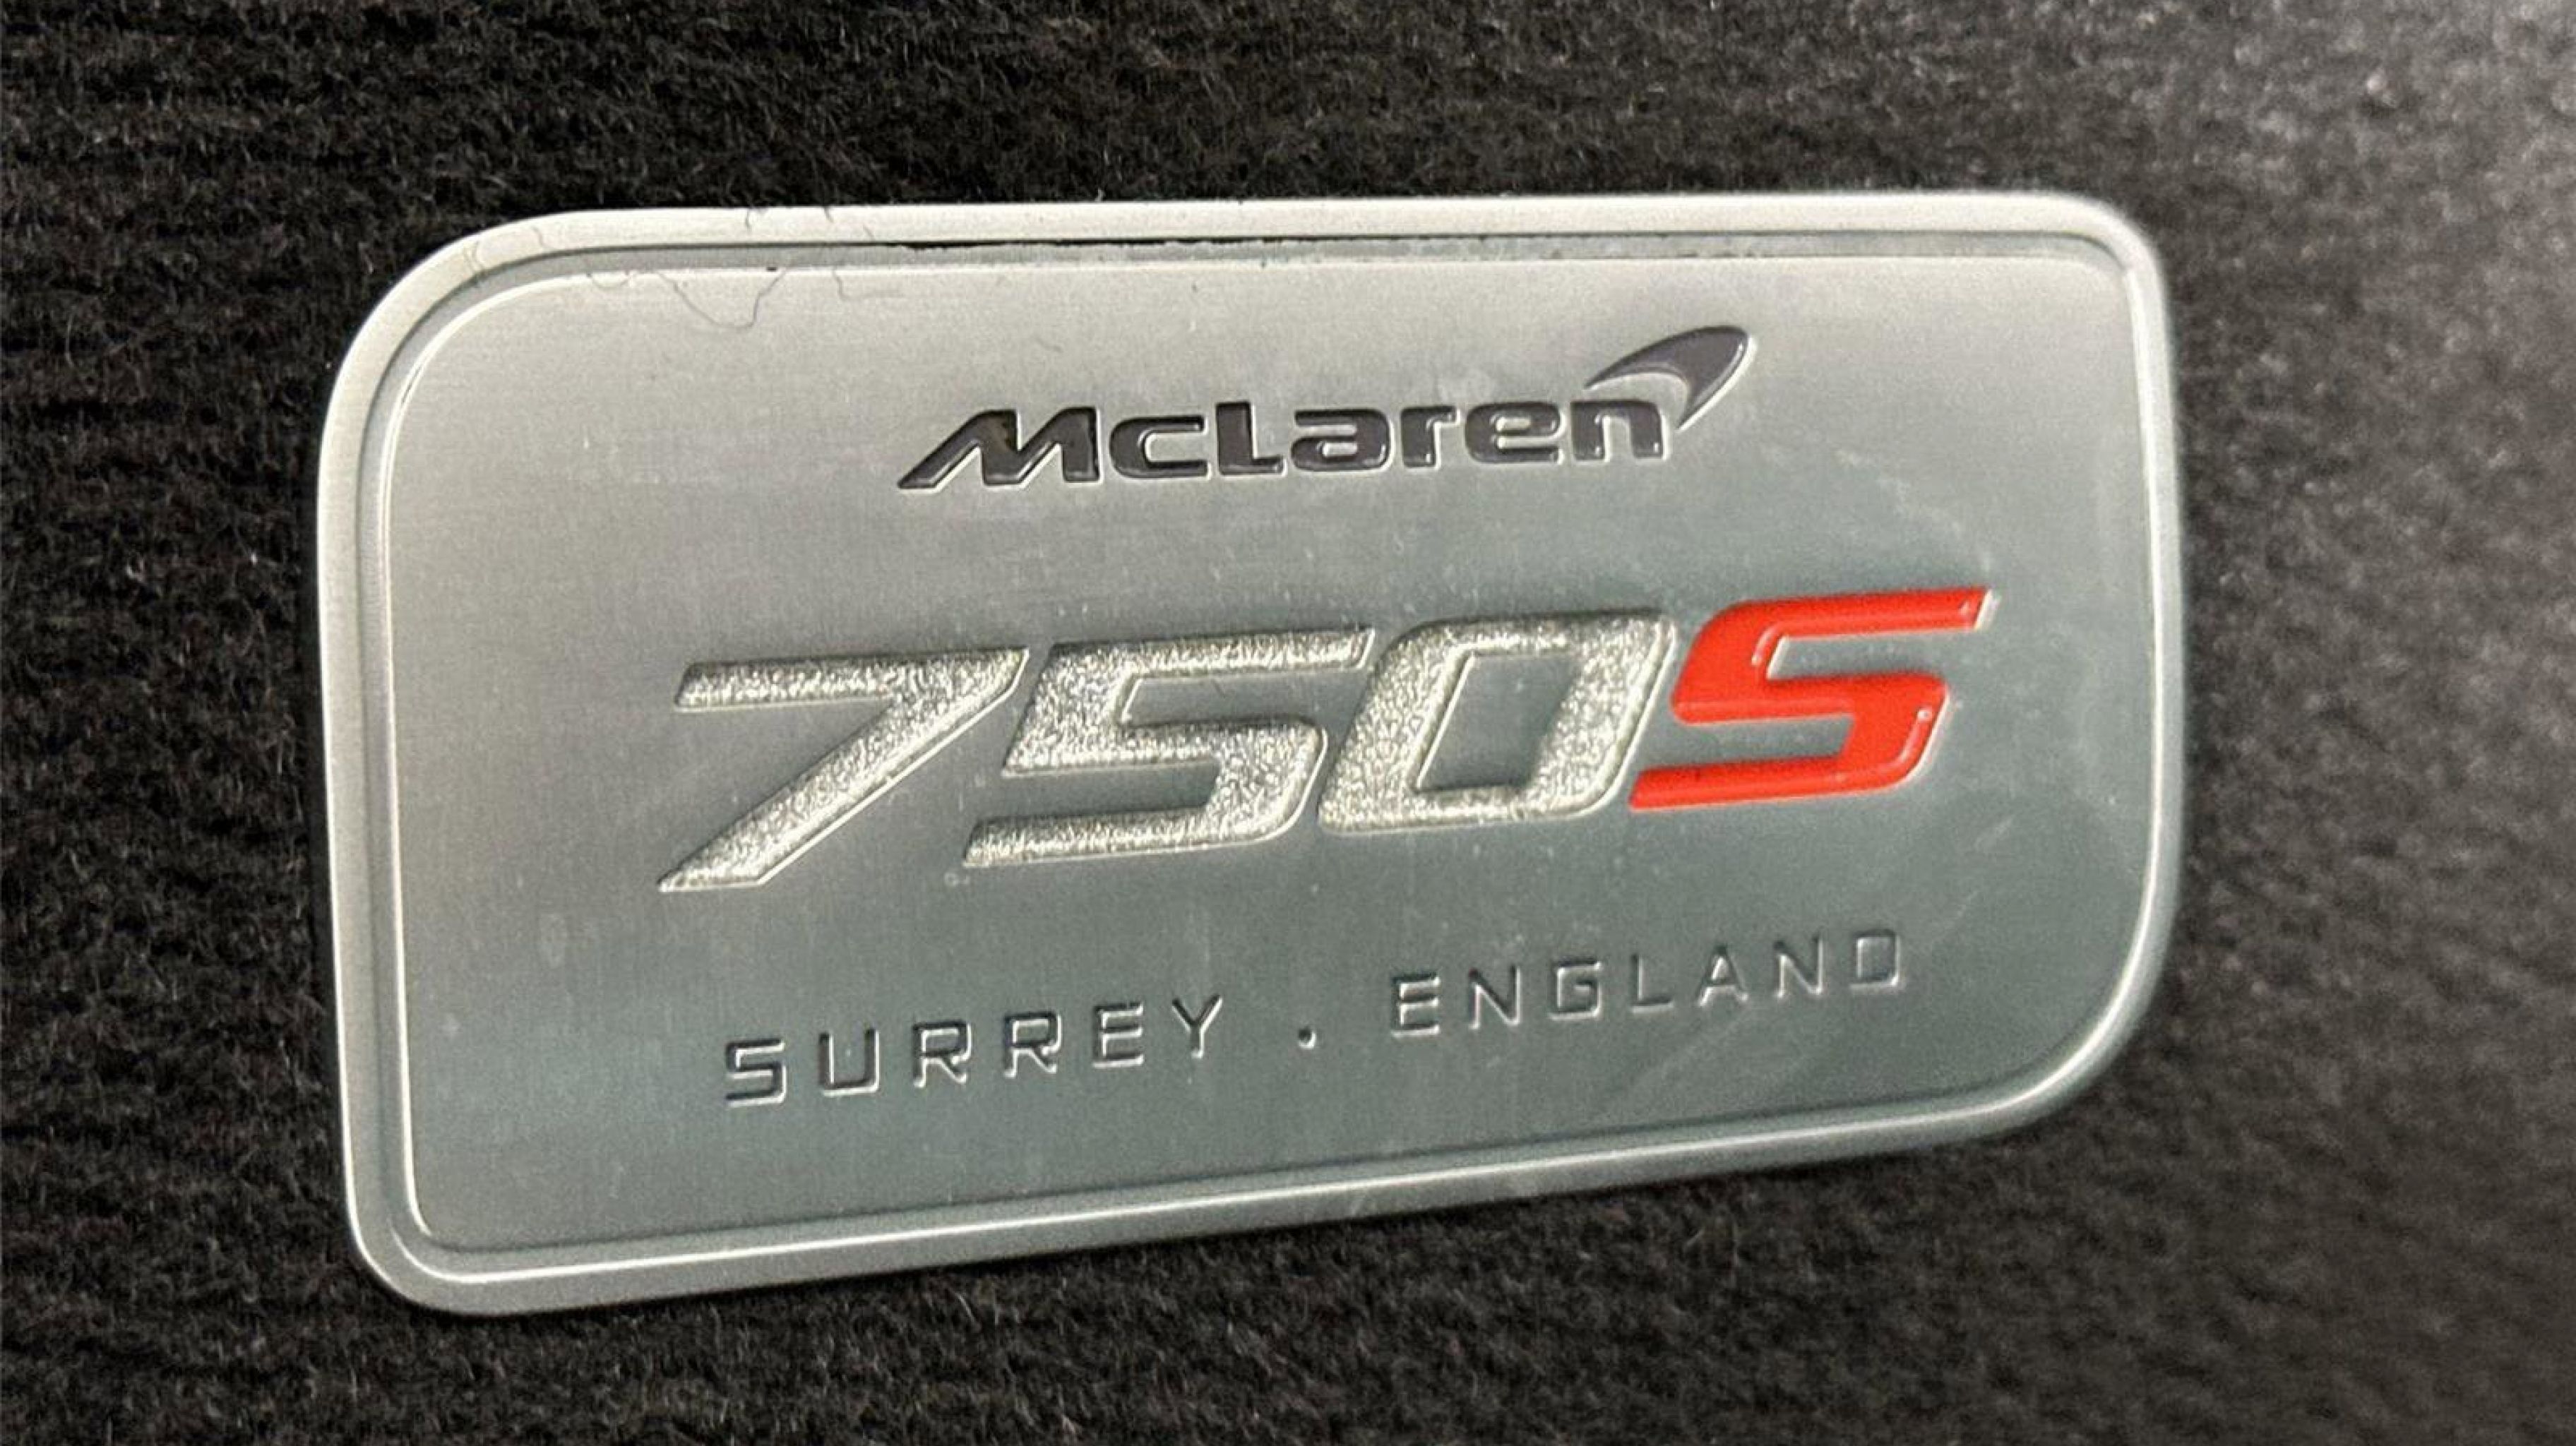 McLaren
750S
SURREY . ENGLAND